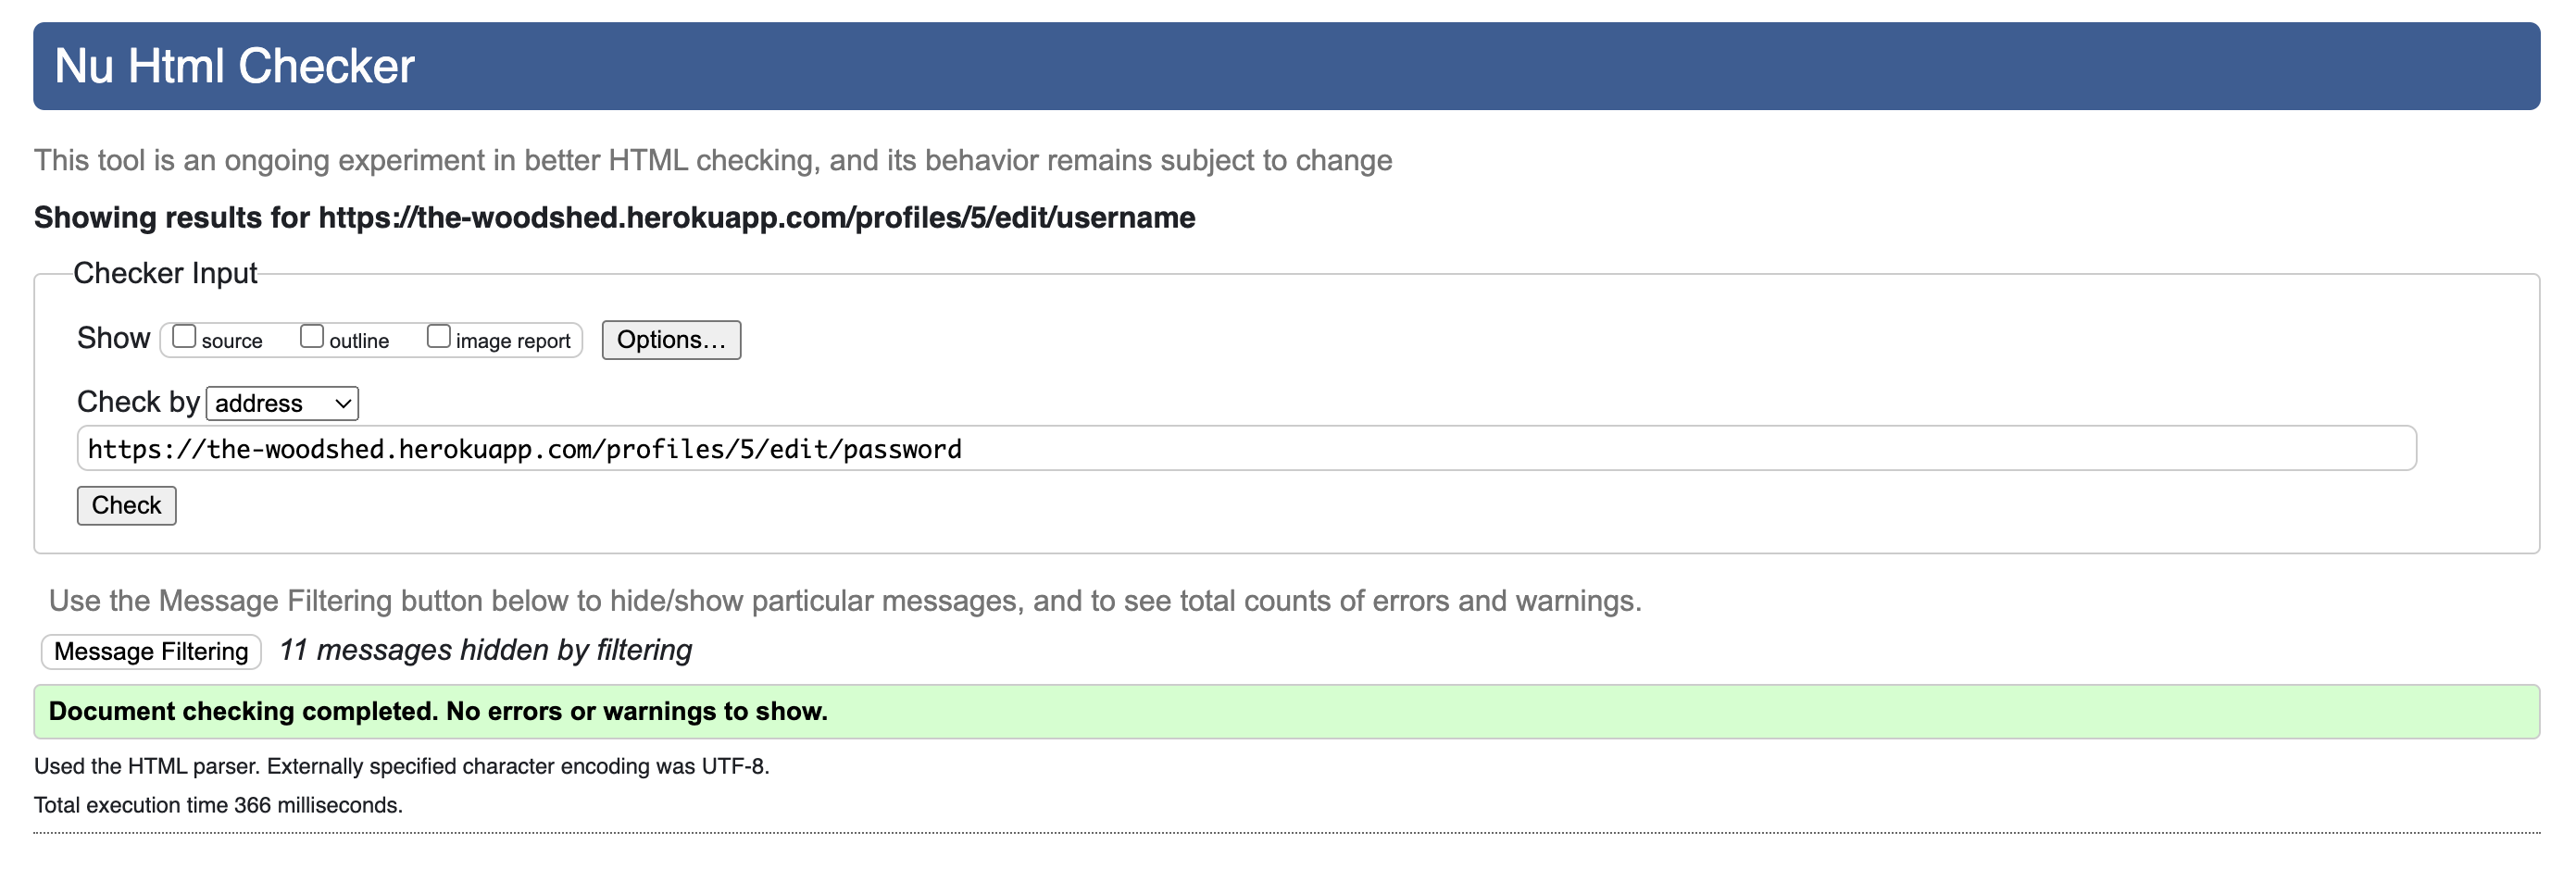 Nu Html Checker
This tool is an ongoing experiment in better HTML checking, and its behavior remains subject to change
Showing results for https://the-woodshed.herokuapp.com/profiles/5/edit/username
Checker Input
Show source outline image report Options...
Check by address
https://the-woodshed.herokuapp.com/profiles/5/edit/password
Check
Use the Message Filtering button below to hide/show particular messages, and to see total counts of errors and warnings.
Message Filtering 11 messages hidden by filtering
Document checking completed. No errors or warnings to show.
Used the HTML parser. Externally specified character encoding was UTF-8.
Total execution time 366 milliseconds.